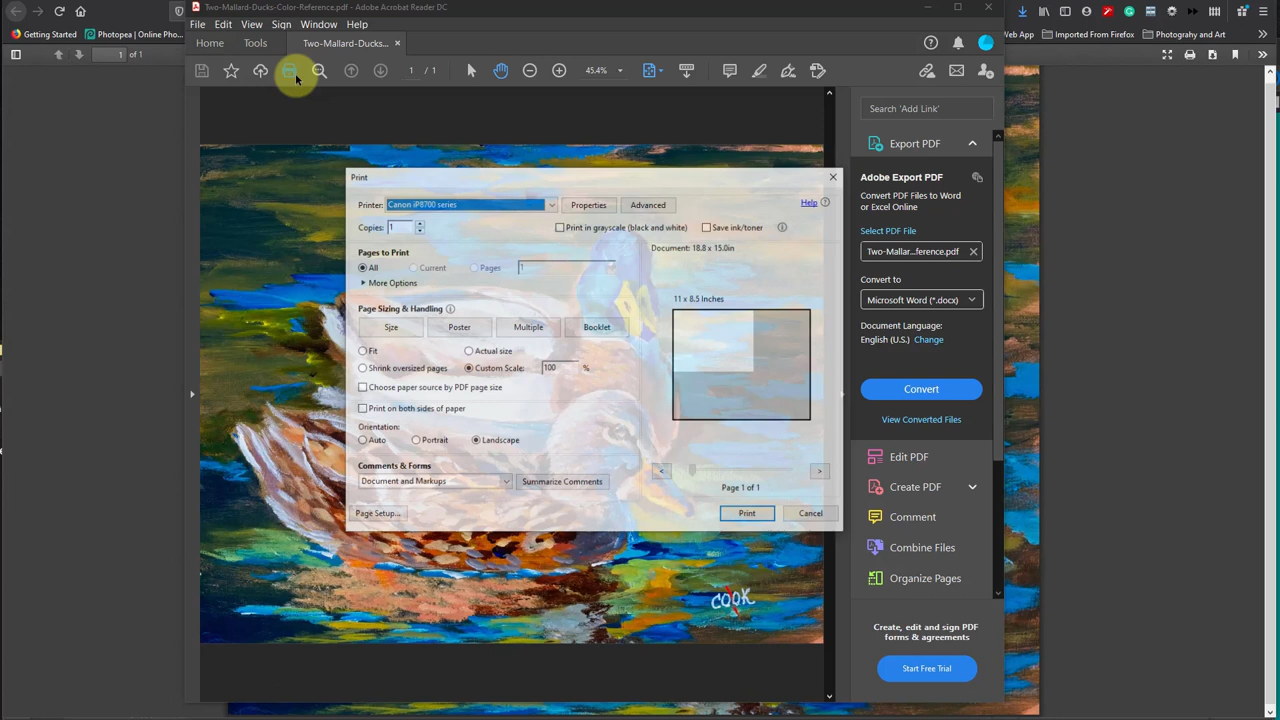 Two-Mallard-Ducks-Color-Reference.pdf - Adobe Acrobat Reader DC
File Edit View Sign Window Help
Getting Started
Photopea | Online Pho...
Web App
Imported From Firefox
Photograhy and Art
Home
Tools
Two-Mallard-Ducks...
1 of 1
1 / 1
45.4%
Search 'Add Link'
Export PDF
Adobe Export PDF
Convert PDF Files to Word
or Excel Online
Select PDF File
Two-Mallar...ference.pdf
Convert to
Microsoft Word (*.docx)
Document Language:
English (U.S.) Change
Convert
View Converted Files
Edit PDF
Create PDF
Comment
Combine Files
Organize Pages
Create, edit and sign PDF
forms & agreements
Start Free Trial
Print
Printer: Canon iP8700 series
Properties
Advanced
Help
Copies: 1
Print in grayscale (black and white)
Save ink/toner
Pages to Print
All
Current
Pages
1
More Options
Document: 18.8 x 15.0in
11 x 8.5 Inches
Page Sizing & Handling
Size
Poster
Multiple
Booklet
Fit
Actual size
Shrink oversized pages
Custom Scale: 100 %
Choose paper source by PDF page size
Print on both sides of paper
Orientation:
Auto
Portrait
Landscape
Comments & Forms
Document and Markups
Summarize Comments
< >
Page 1 of 1
Page Setup...
Print
Cancel
COOK